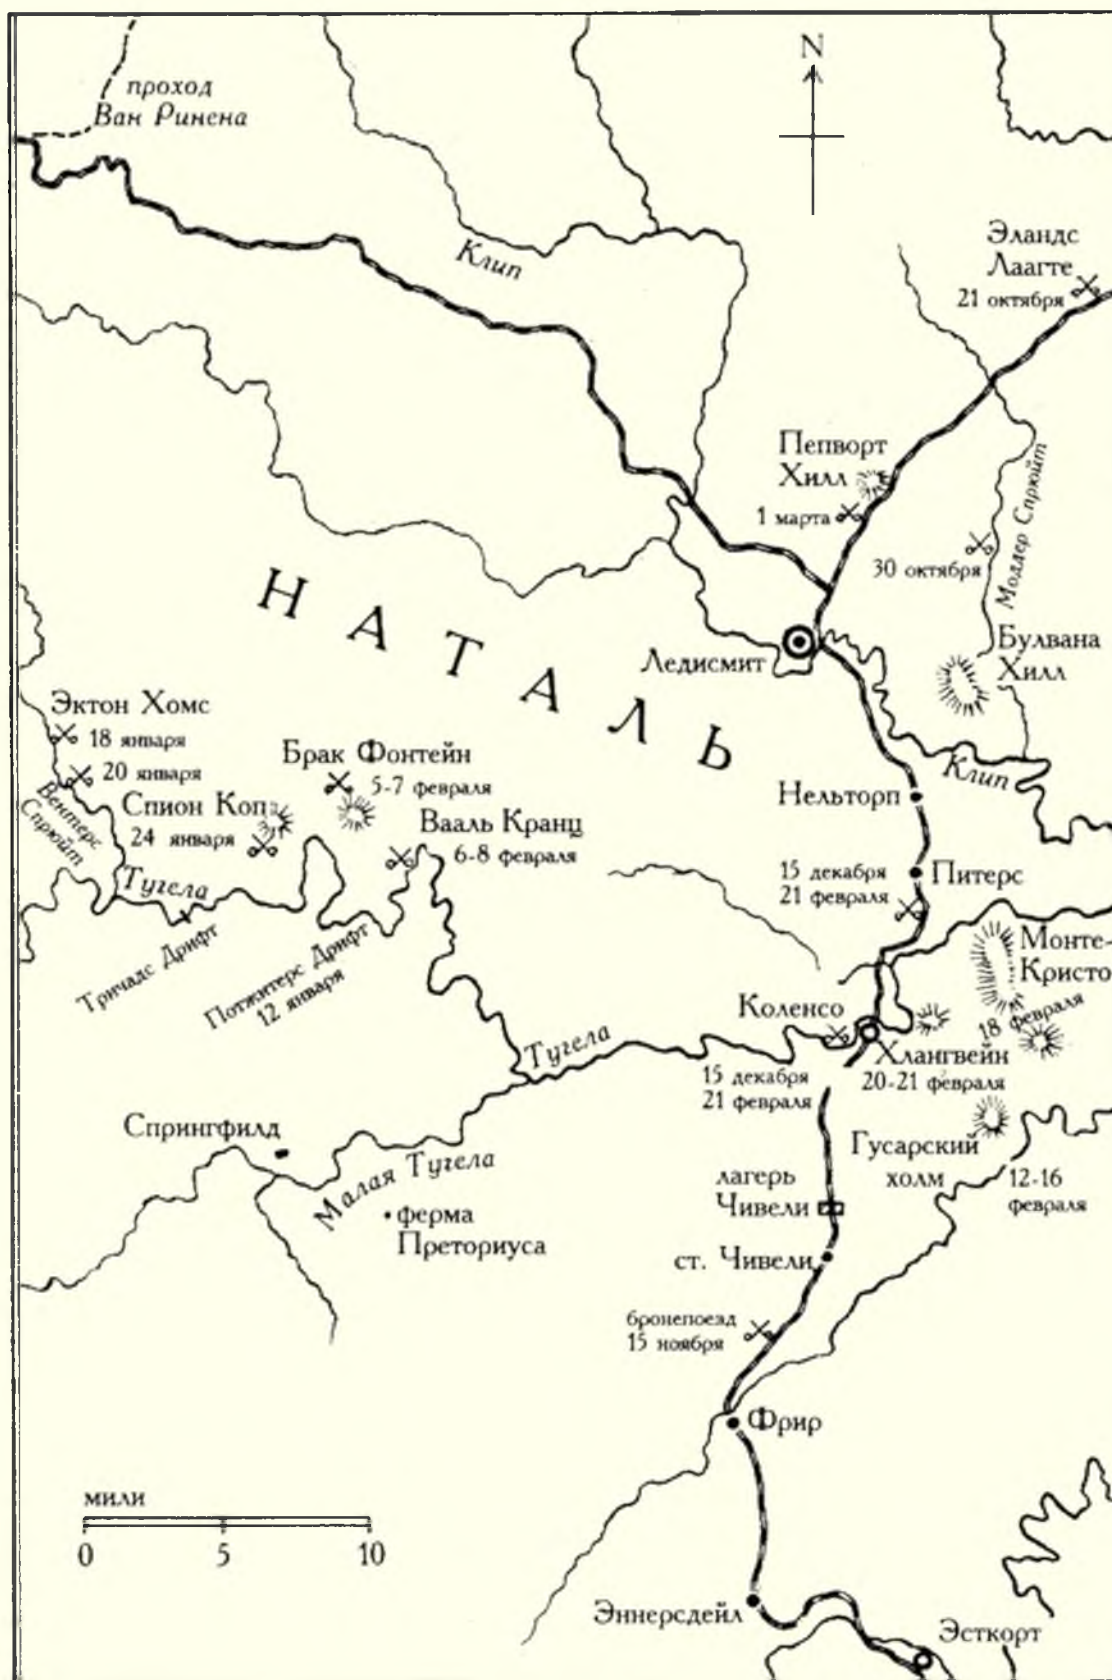 проход
Ван Ринена
N
Клип
Эландс
Лаагте
21 октября
Пепворт
Хилл
1 марта
30 октября
Моддер Спрюйт
НАТАЛЬ
Ледисмит
Булвана
Хилл
Эктон Хомс
18 января
20 января
Вентерс
Спрюйт
Брак Фонтейн
5-7 февраля
Спион Коп
24 января
Вааль Кранц
6-8 февраля
Клип
Нельторп
15 декабря
21 февраля
Питерс
Тугела
Тричадс Дрифт
Потжитерс Дрифт
12 января
Монте-
Кристо
18 февраля
Коленсо
Тугела
15 декабря
21 февраля
Хлангвейн
20-21 февраля
Спрингфилд
Малая Тугела
Гусарский
холм
12-16
февраля
лагерь
Чивели
ферма
Преториуса
ст. Чивели
бронепоезд
15 ноября
Фрир
мили
0 5 10
Эннерсдейл
Эсткорт